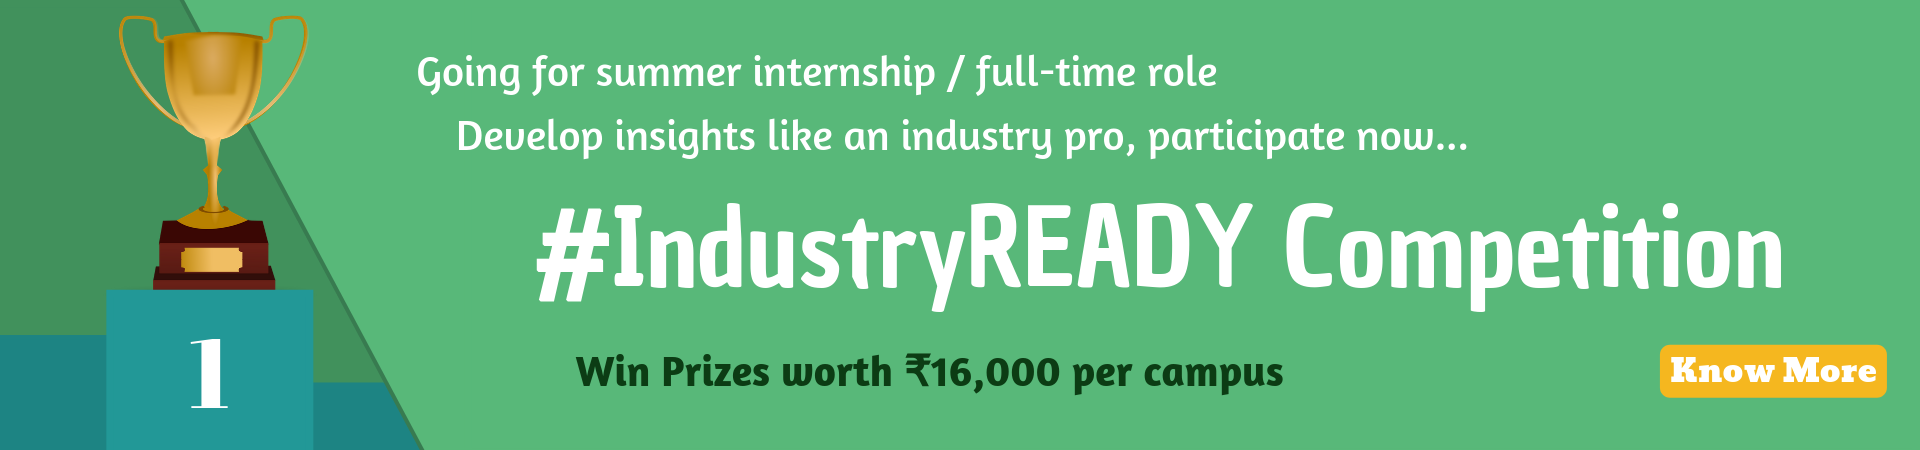 Going for summer internship / full-time role
Develop insights like an industry pro, participate now...
#IndustryREADY Competition
Win Prizes worth ₹16,000 per campus
Know More
1